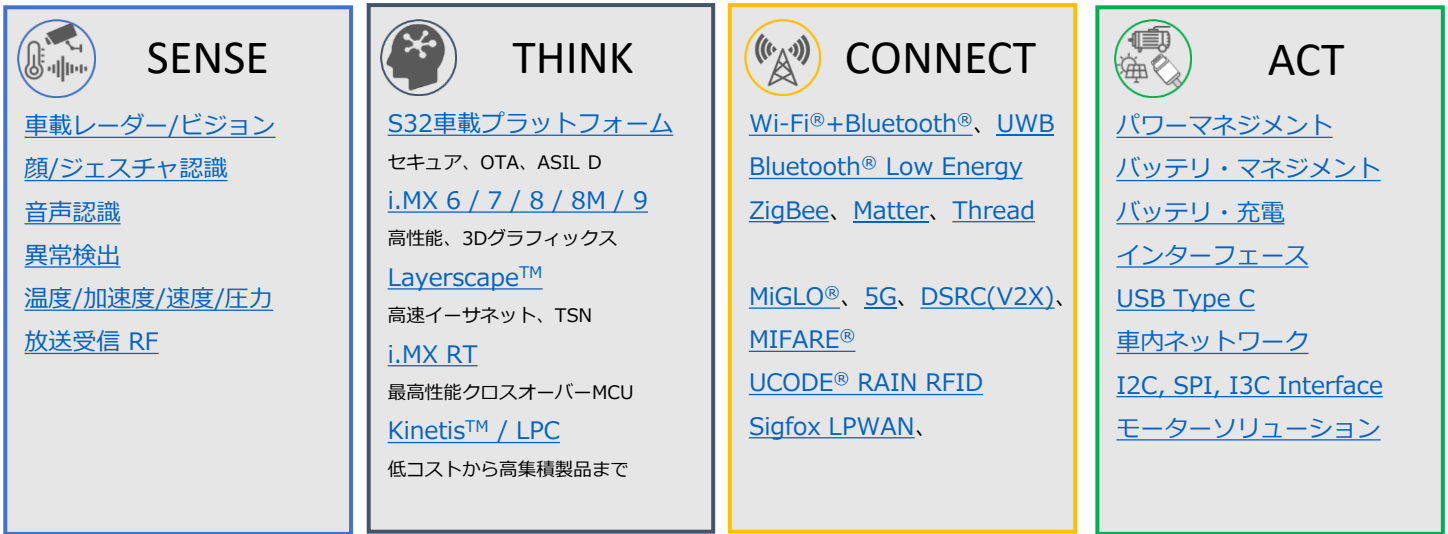 SENSE
車載レーダー/ビジョン
顔/ジェスチャ認識
音声認識
異常検出
温度/加速度/速度/圧力
放送受信 RF
THINK
S32車載プラットフォーム
セキュア、OTA、ASIL D
i.MX 6 / 7 / 8 / 8M / 9
高性能、3Dグラフィックス
Layerscape™
高速イーサネット、TSN
i.MX RT
最高性能クロスオーバーMCU
Kinetis™ / LPC
低コストから高集積製品まで
CONNECT
Wi-Fi®+Bluetooth®、UWB
Bluetooth® Low Energy
ZigBee、Matter、Thread
MiGLO®、5G、DSRC(V2X)、
MIFARE®
UCODE® RAIN RFID
Sigfox LPWAN、
ACT
パワーマネジメント
バッテリ・マネジメント
バッテリ・充電
インターフェース
USB Type C
車内ネットワーク
I2C, SPI, I3C Interface
モーターソリューション